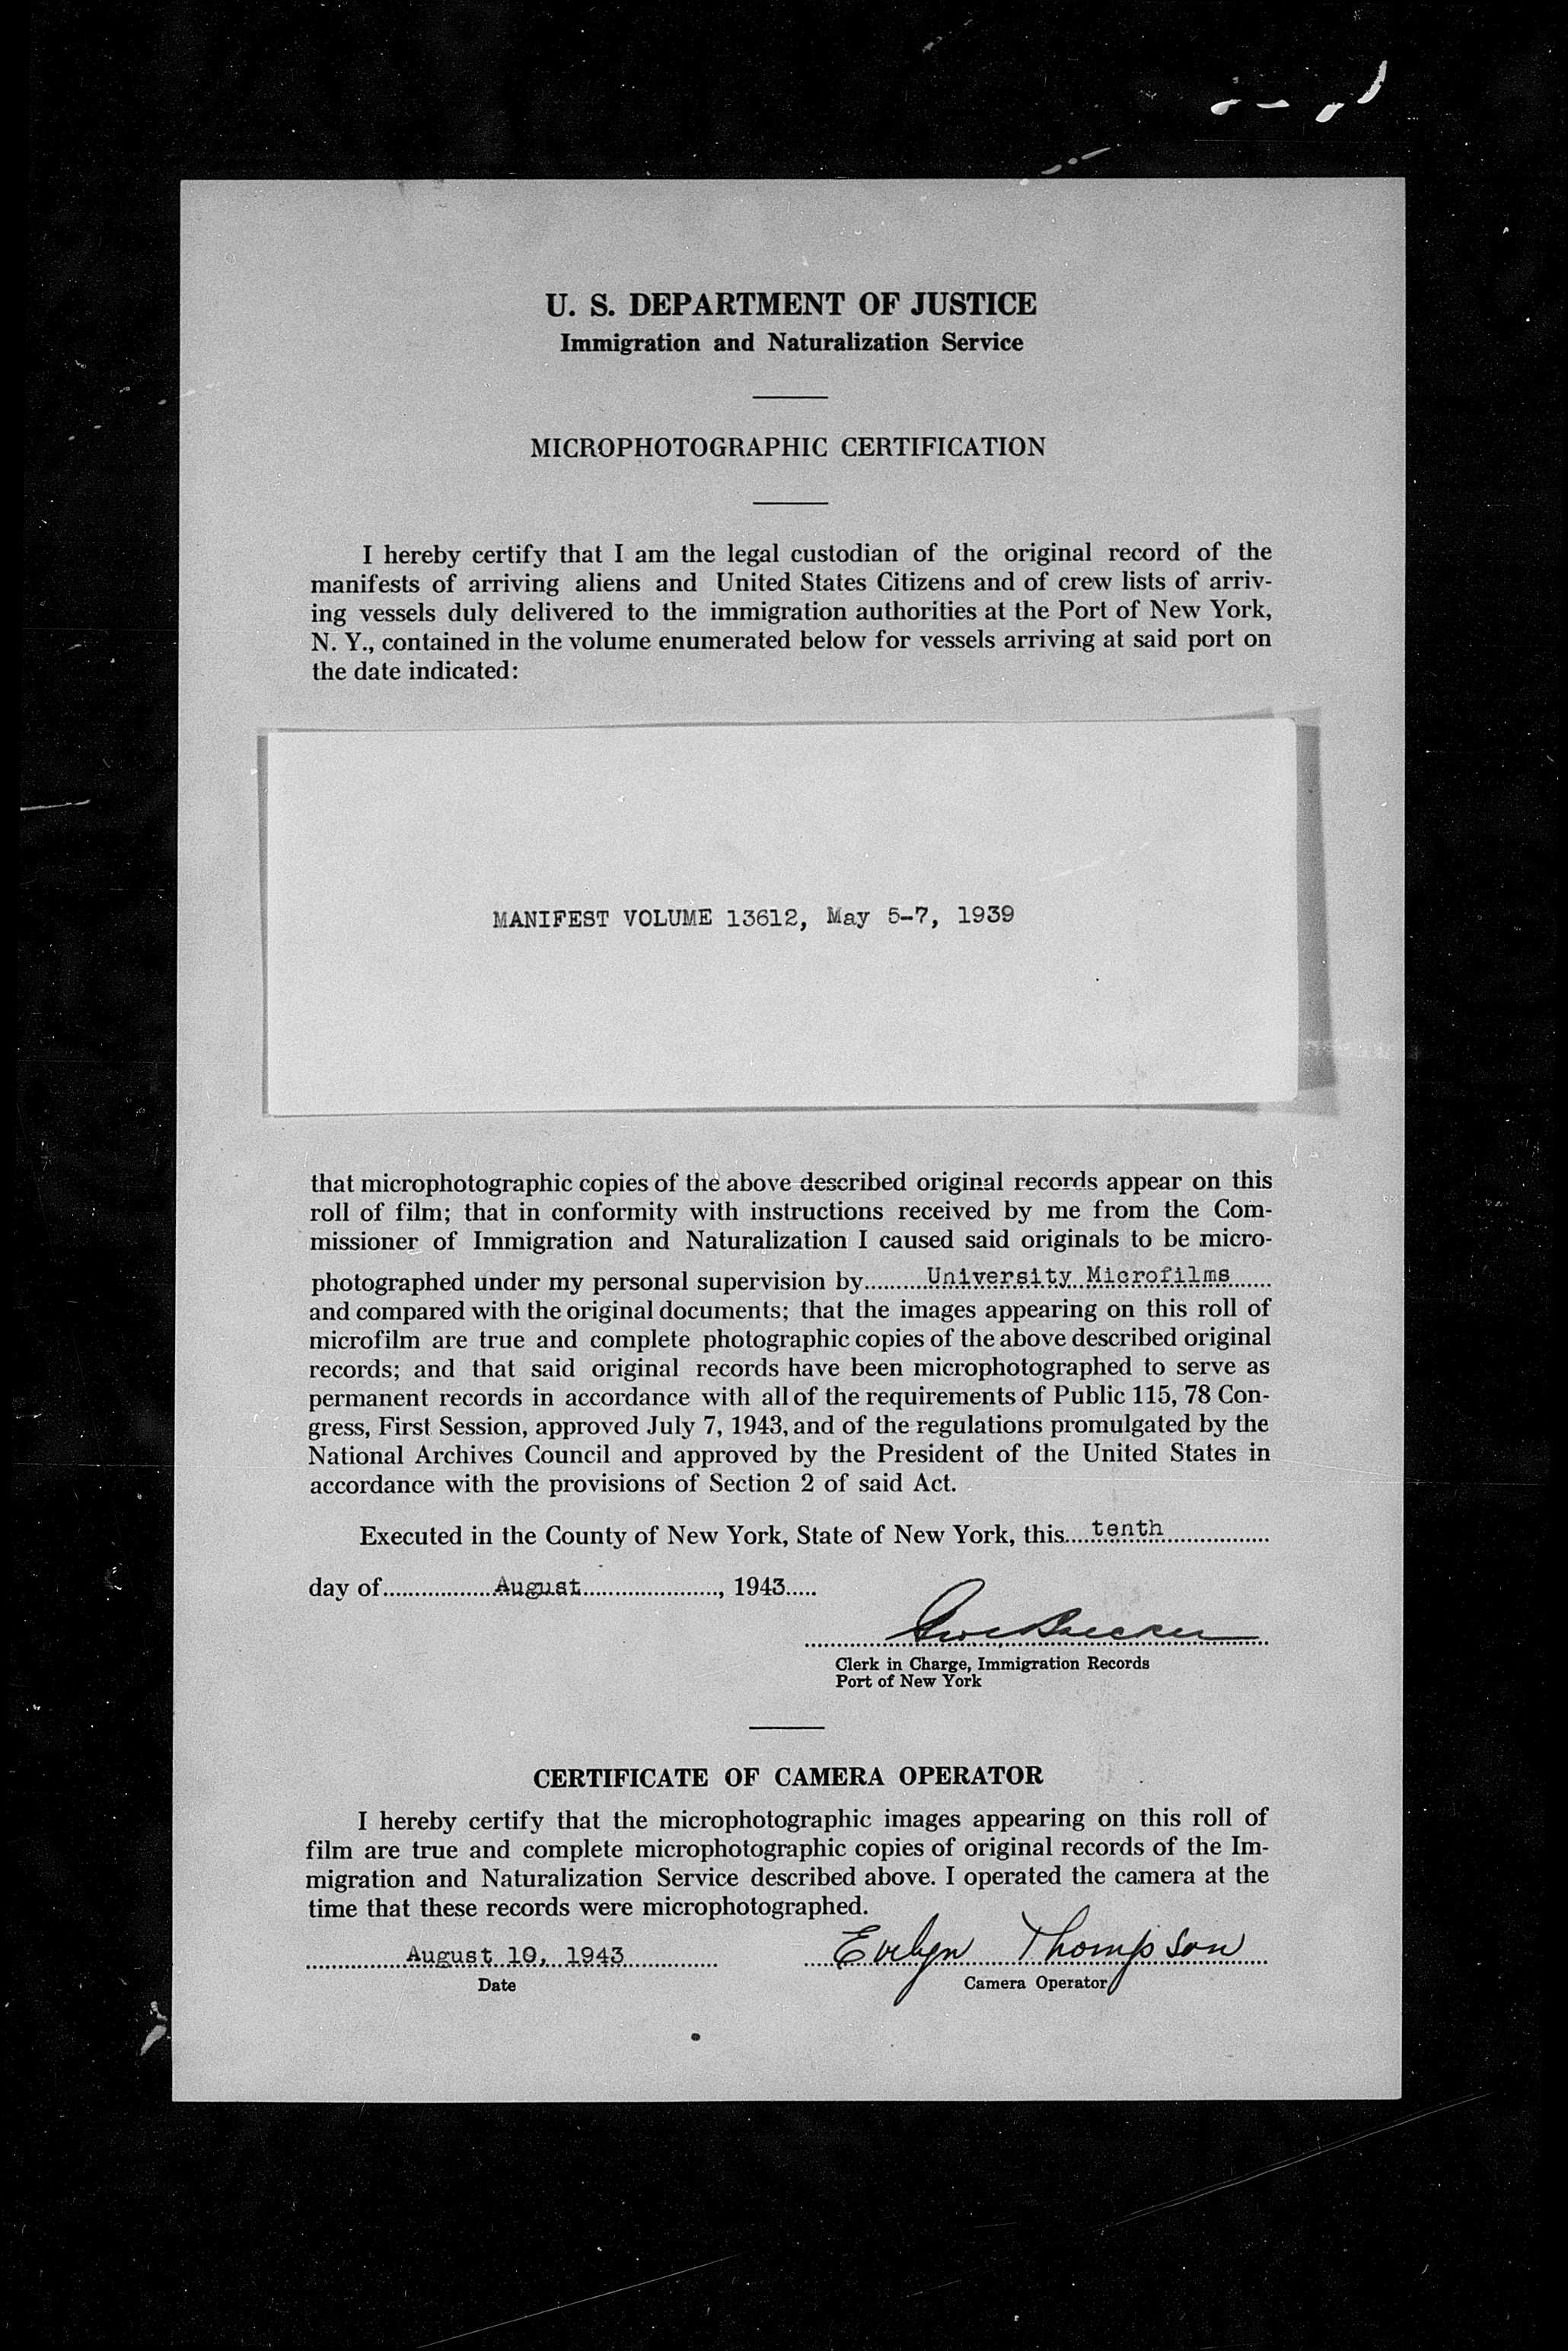 U. S. DEPARTMENT OF JUSTICE
Immigration and Naturalization Service
MICROPHOTOGRAPHIC CERTIFICATION
I hereby certify that I am the legal custodian of the original record of the
manifests of arriving aliens and United States Citizens and of crew lists of arriv-
ing vessels duly delivered to the immigration authorities at the Port of New York,
N. Y., contained in the volume enumerated below for vessels arriving at said port on
the date indicated:
MANIFEST VOLUME 13612, May 5-7, 1939
that microphotographic copies of the above described original records appear on this
roll of film; that in conformity with instructions received by me from the Com-
missioner of Immigration and Naturalization I caused said originals to be micro-
photographed under my personal supervision by University Microfilms
and compared with the original documents; that the images appearing on this roll of
microfilm are true and complete photographic copies of the above described original
records; and that said original records have been microphotographed to serve as
permanent records in accordance with all of the requirements of Public 115, 78 Con-
gress, First Session, approved July 7, 1943, and of the regulations promulgated by the
National Archives Council and approved by the President of the United States in
accordance with the provisions of Section 2 of said Act.
Executed in the County of New York, State of New York, this tenth
day of August, 1943
Clerk in Charge, Immigration Records
Port of New York
CERTIFICATE OF CAMERA OPERATOR
I hereby certify that the microphotographic images appearing on this roll of
film are true and complete microphotographic copies of original records of the Im-
migration and Naturalization Service described above. I operated the camera at the
time that these records were microphotographed.
August 10, 1943 Evelyn Thompson
Date Camera Operator